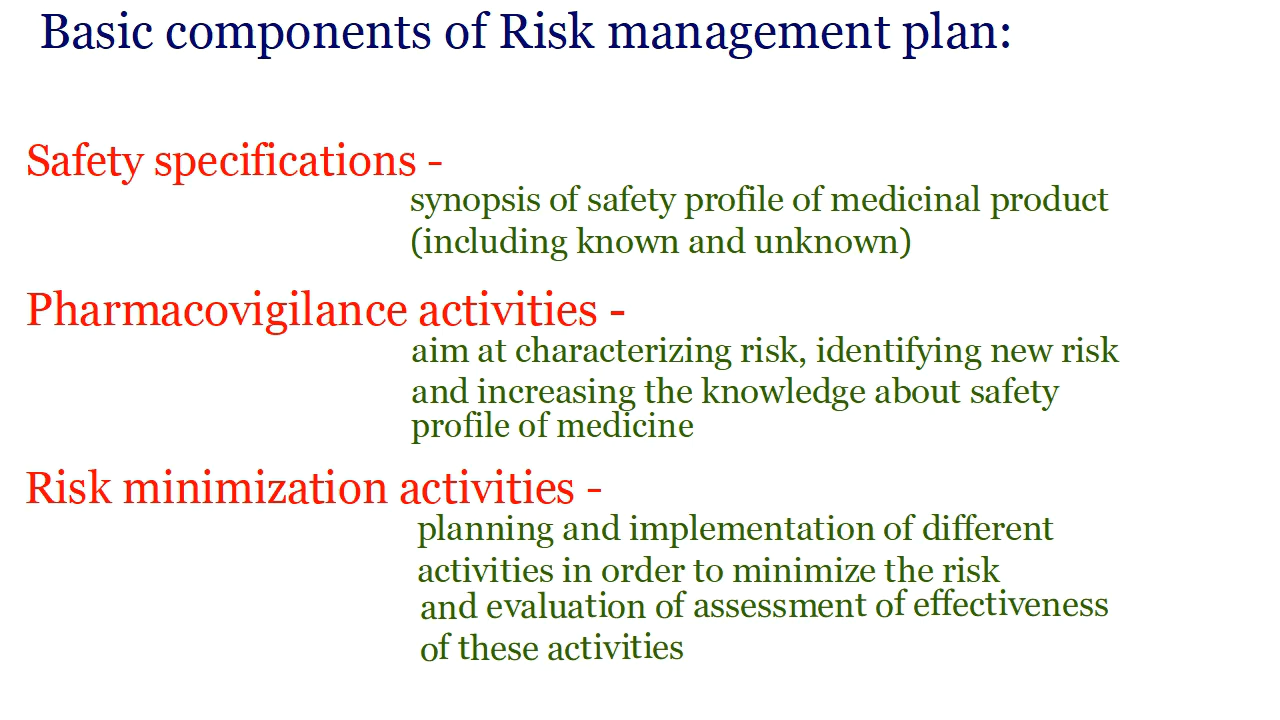 Basic components of Risk management plan:
Safety specifications -
synopsis of safety profile of medicinal product
(including known and unknown)
Pharmacovigilance activities -
aim at characterizing risk, identifying new risk
and increasing the knowledge about safety
profile of medicine
Risk minimization activities -
planning and implementation of different
activities in order to minimize the risk
and evaluation of assessment of effectiveness
of these activities